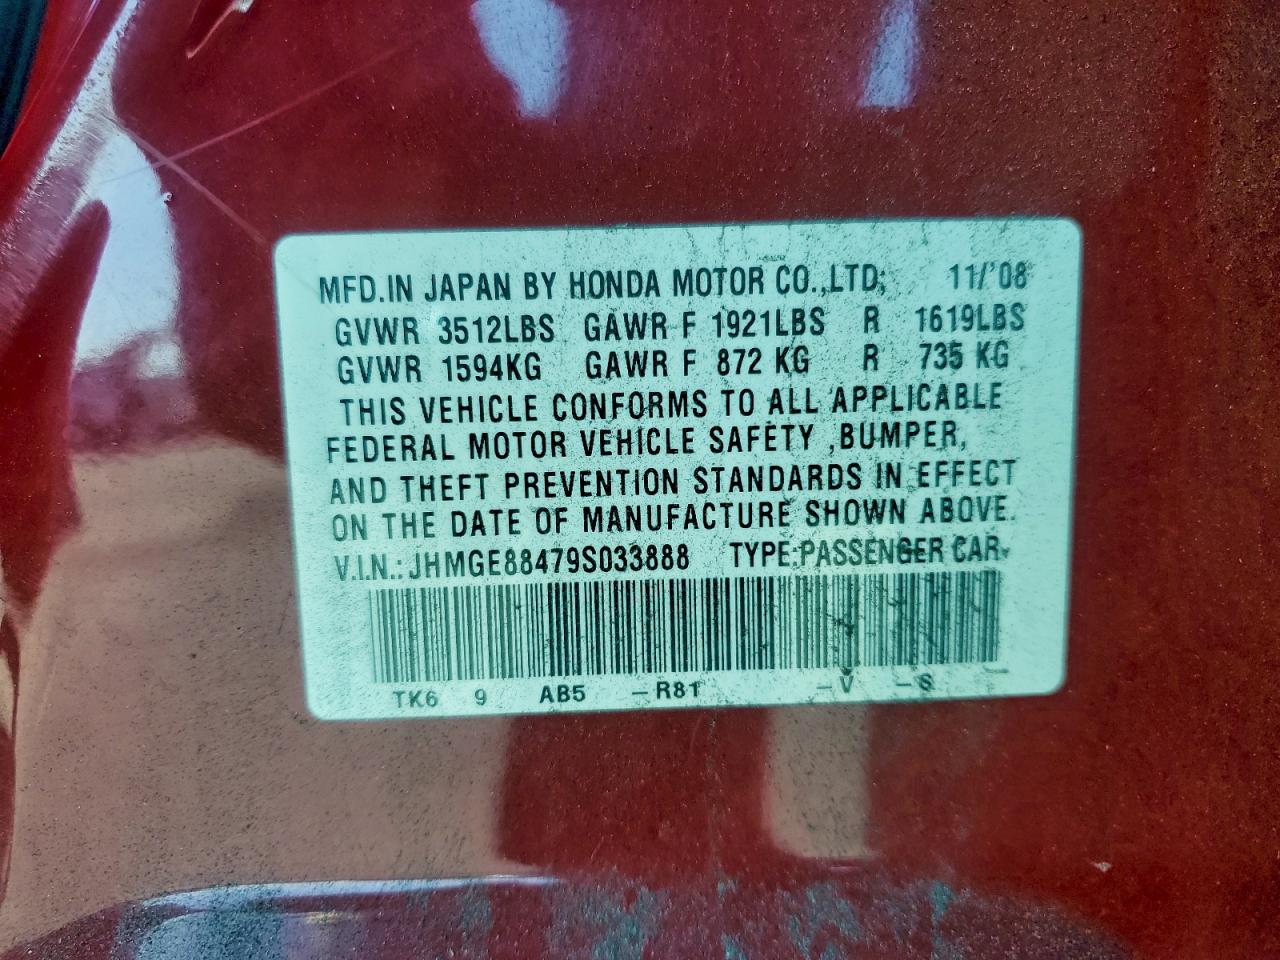 MFD.IN JAPAN BY HONDA MOTOR CO.,LTD; 11/'08
GVWR 3512LBS GAWR F 1921LBS R 1619LBS
GVWR 1594KG GAWR F 872 KG R 735 KG
THIS VEHICLE CONFORMS TO ALL APPLICABLE
FEDERAL MOTOR VEHICLE SAFETY ,BUMPER,
AND THEFT PREVENTION STANDARDS IN EFFECT
ON THE DATE OF MANUFACTURE SHOWN ABOVE.
V.I.N.: JHMGE88479S033888 TYPE:PASSENGER CAR
TK6 9 AB5 –R81 –V –S –